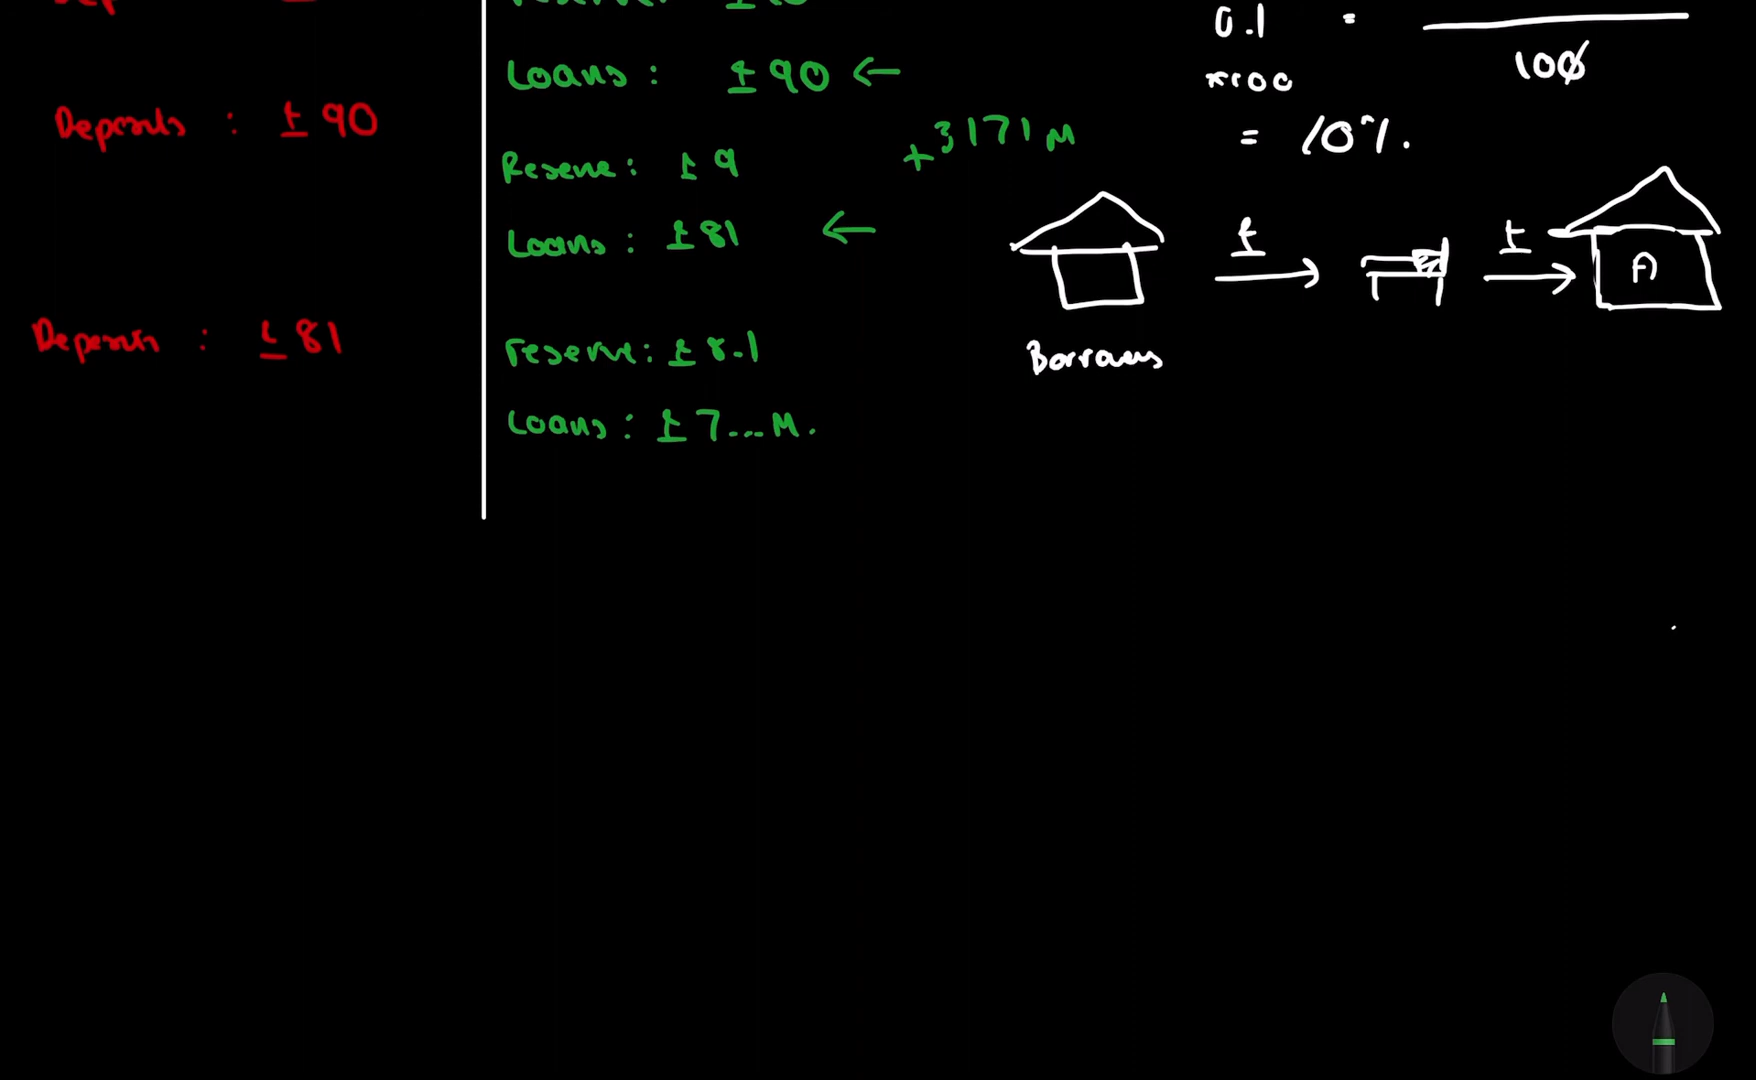 Loans : £90 ←
Deposits : £90
Reserve : £9
Loans : £81 ←
Deposits : £81
reserve : £8.1
Loans : £7...M.
+3171M
0.1 =
100
×100
= 10%.
£
£
A
Borrowers